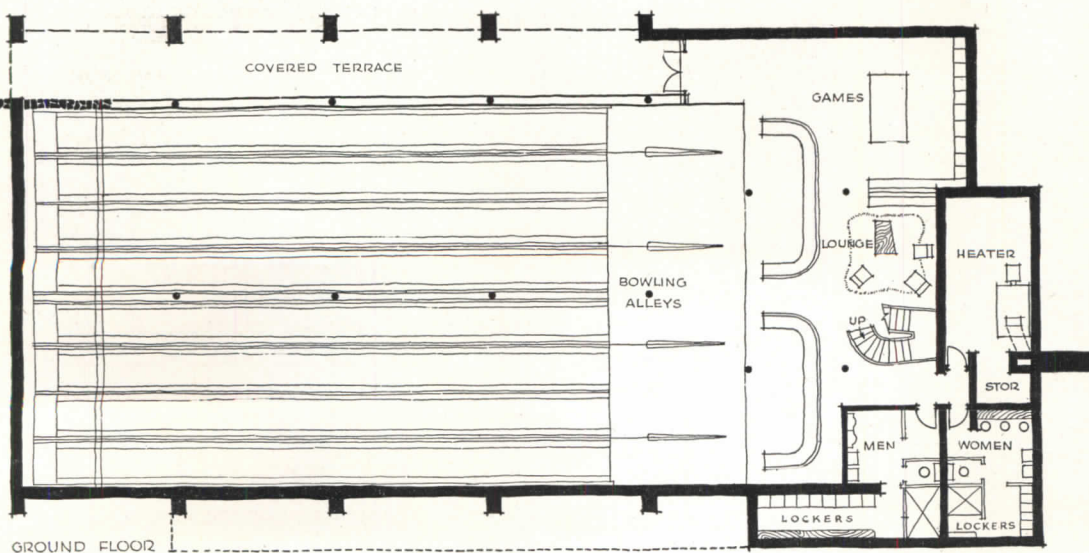 COVERED TERRACE
GAMES
LOUNGE
HEATER
BOWLING
ALLEYS
UP
STOR
MEN
WOMEN
LOCKERS
LOCKERS
GROUND FLOOR